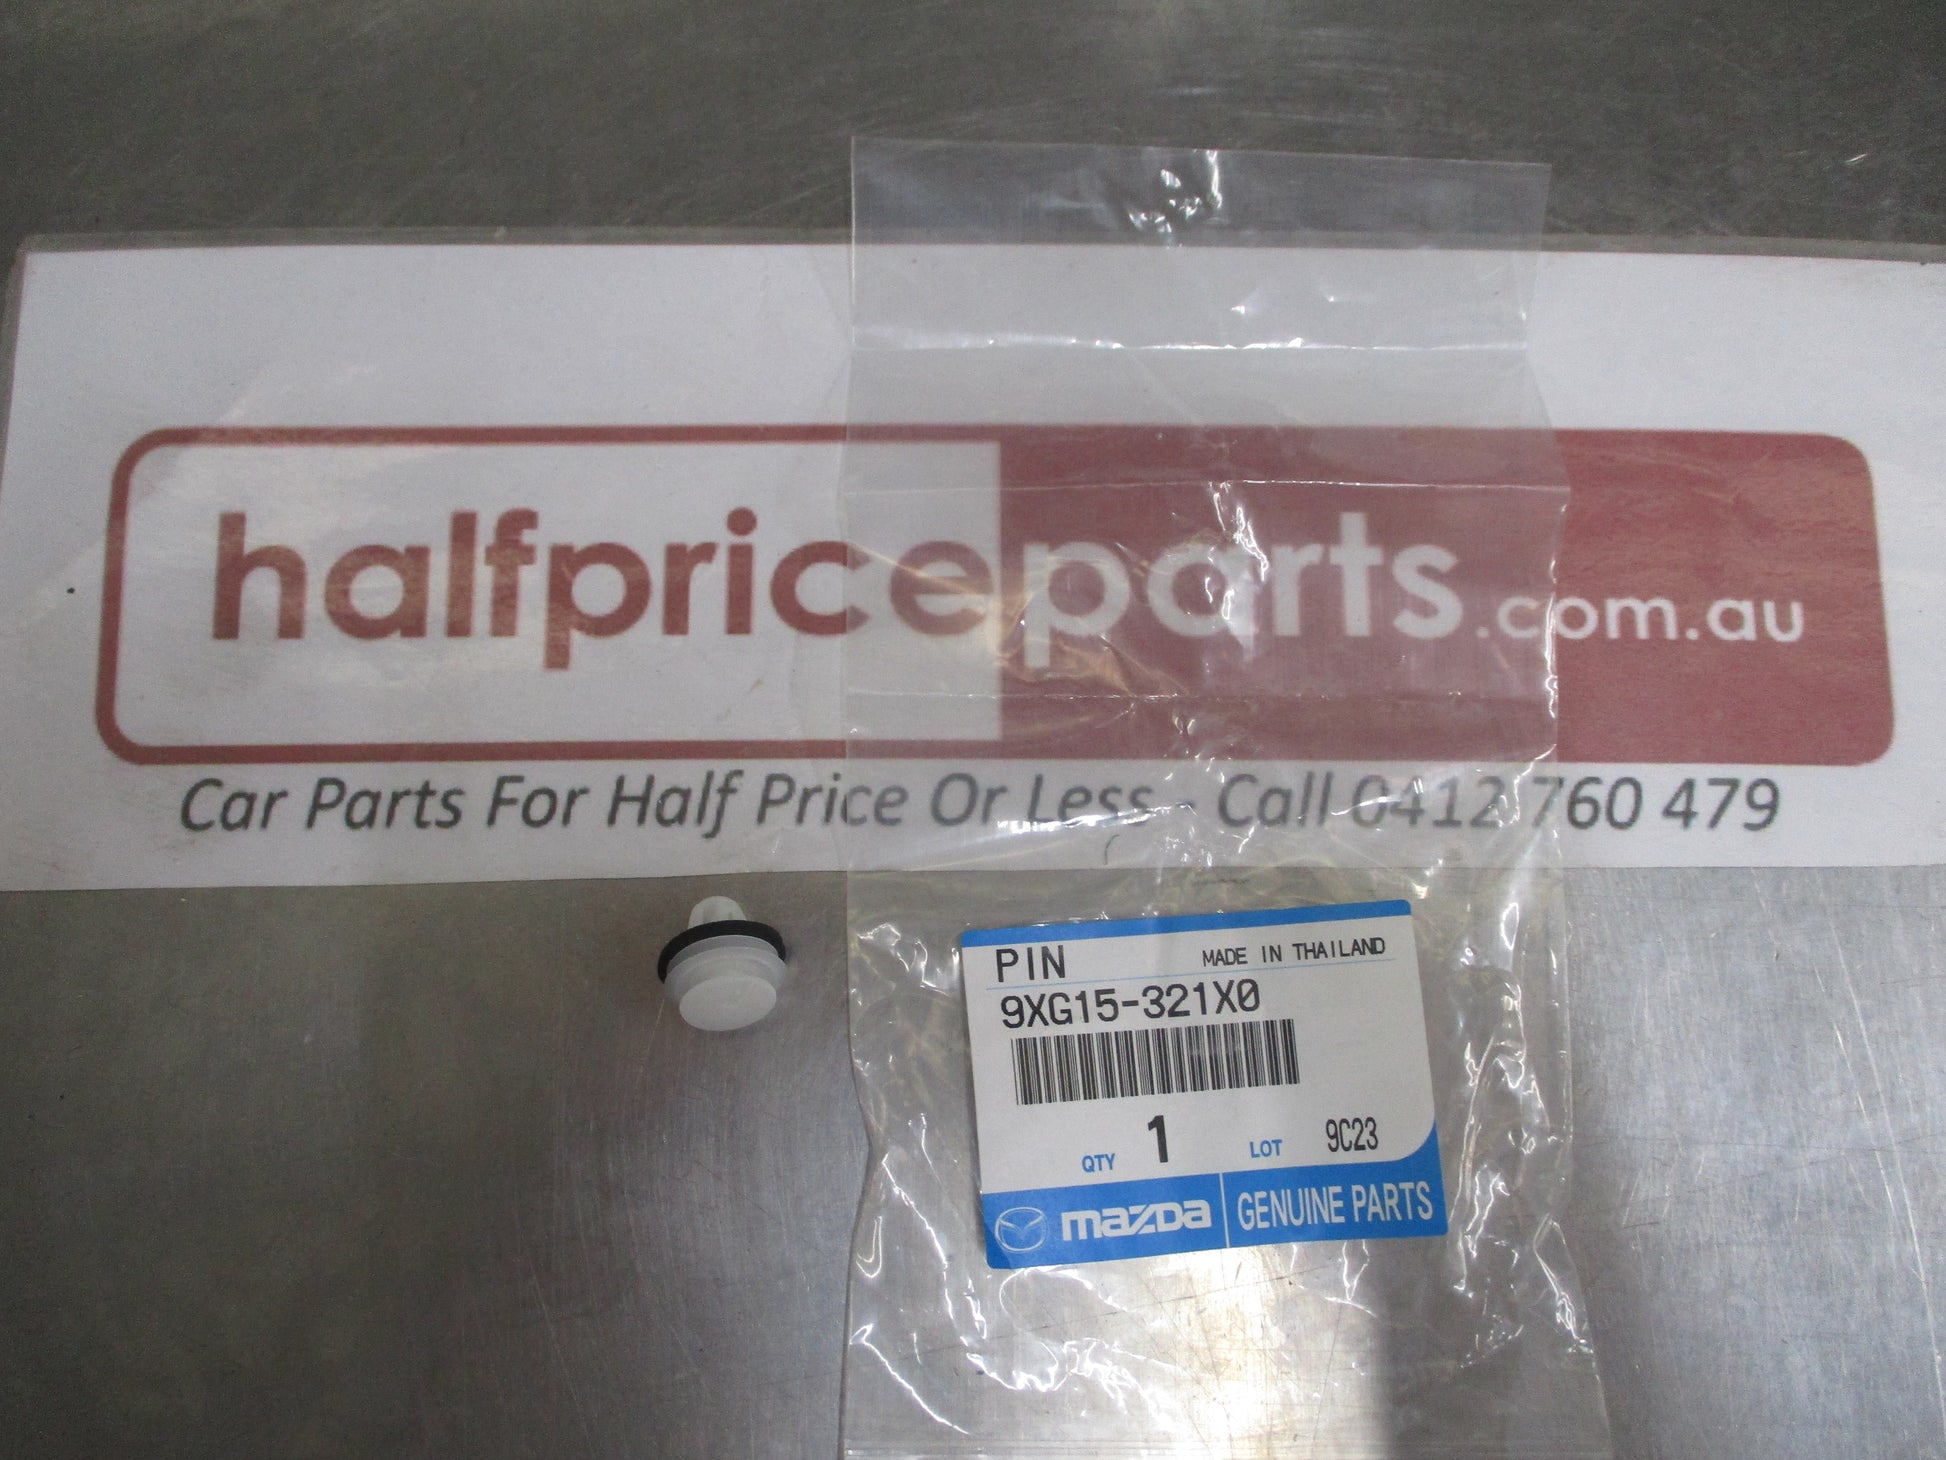 halfpriceparts.com.au
Car Parts For Half Price Or Less - Call 0412 760 479
PIN MADE IN THAILAND
9XG15-321X0
QTY 1 LOT 9C23
mazda GENUINE PARTS